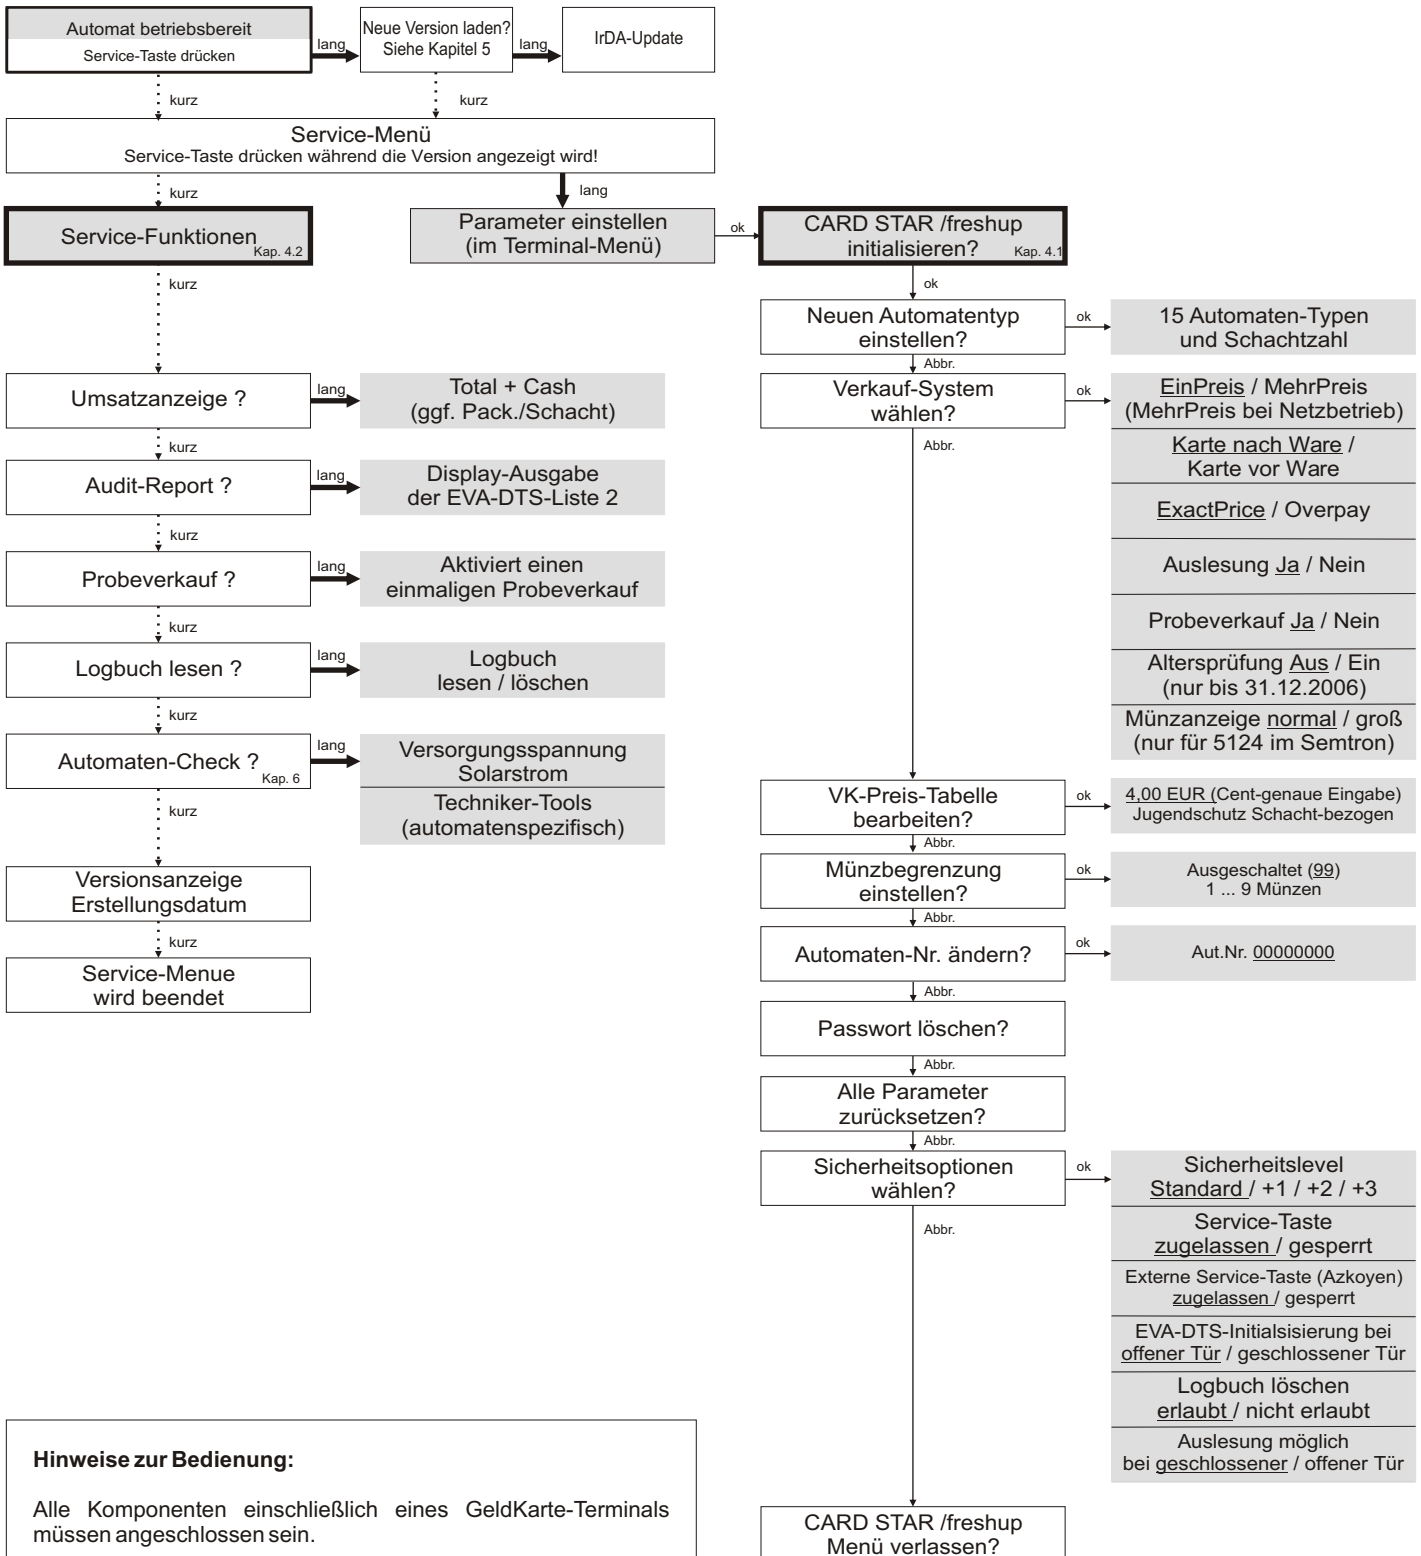 Automat betriebsbereit
Service-Taste drücken
lang
Neue Version laden?
Siehe Kapitel 5
lang
IrDA-Update
kurz
kurz
Service-Menü
Service-Taste drücken während die Version angezeigt wird!
kurz
lang
Service-Funktionen
Kap. 4.2
Parameter einstellen
(im Terminal-Menü)
ok
CARD STAR /freshup
initialisieren?
Kap. 4.1
kurz
ok
Neuen Automatentyp
einstellen?
ok
15 Automaten-Typen
und Schachtzahl
Abbr.
Umsatzanzeige ?
lang
Total + Cash
(ggf. Pack./Schacht)
Verkauf-System
wählen?
ok
EinPreis / MehrPreis
(MehrPreis bei Netzbetrieb)
kurz
Abbr.
Karte nach Ware /
Karte vor Ware
Audit-Report ?
lang
Display-Ausgabe
der EVA-DTS-Liste 2
ExactPrice / Overpay
kurz
Probeverkauf ?
lang
Aktiviert einen
einmaligen Probeverkauf
Auslesung Ja / Nein
kurz
Probeverkauf Ja / Nein
Logbuch lesen ?
lang
Logbuch
lesen / löschen
Altersprüfung Aus / Ein
(nur bis 31.12.2006)
kurz
Münzanzeige normal / groß
(nur für 5124 im Semtron)
Automaten-Check ?
Kap. 6
lang
Versorgungsspannung
Solarstrom
Techniker-Tools
(automatenspezifisch)
VK-Preis-Tabelle
bearbeiten?
ok
4,00 EUR (Cent-genaue Eingabe)
Jugendschutz Schacht-bezogen
kurz
Abbr.
Versionsanzeige
Erstellungsdatum
Münzbegrenzung
einstellen?
ok
Ausgeschaltet (99)
1 ... 9 Münzen
kurz
Abbr.
Service-Menue
wird beendet
Automaten-Nr. ändern?
ok
Aut.Nr. 00000000
Abbr.
Passwort löschen?
Abbr.
Alle Parameter
zurücksetzen?
Abbr.
Sicherheitsoptionen
wählen?
ok
Sicherheitslevel
Standard / +1 / +2 / +3
Abbr.
Service-Taste
zugelassen / gesperrt
Externe Service-Taste (Azkoyen)
zugelassen / gesperrt
EVA-DTS-Initialsisierung bei
offener Tür / geschlossener Tür
Logbuch löschen
erlaubt / nicht erlaubt
Auslesung möglich
bei geschlossener / offener Tür
Hinweise zur Bedienung:
Alle Komponenten einschließlich eines GeldKarte-Terminals
müssen angeschlossen sein.
CARD STAR /freshup
Menü verlassen?